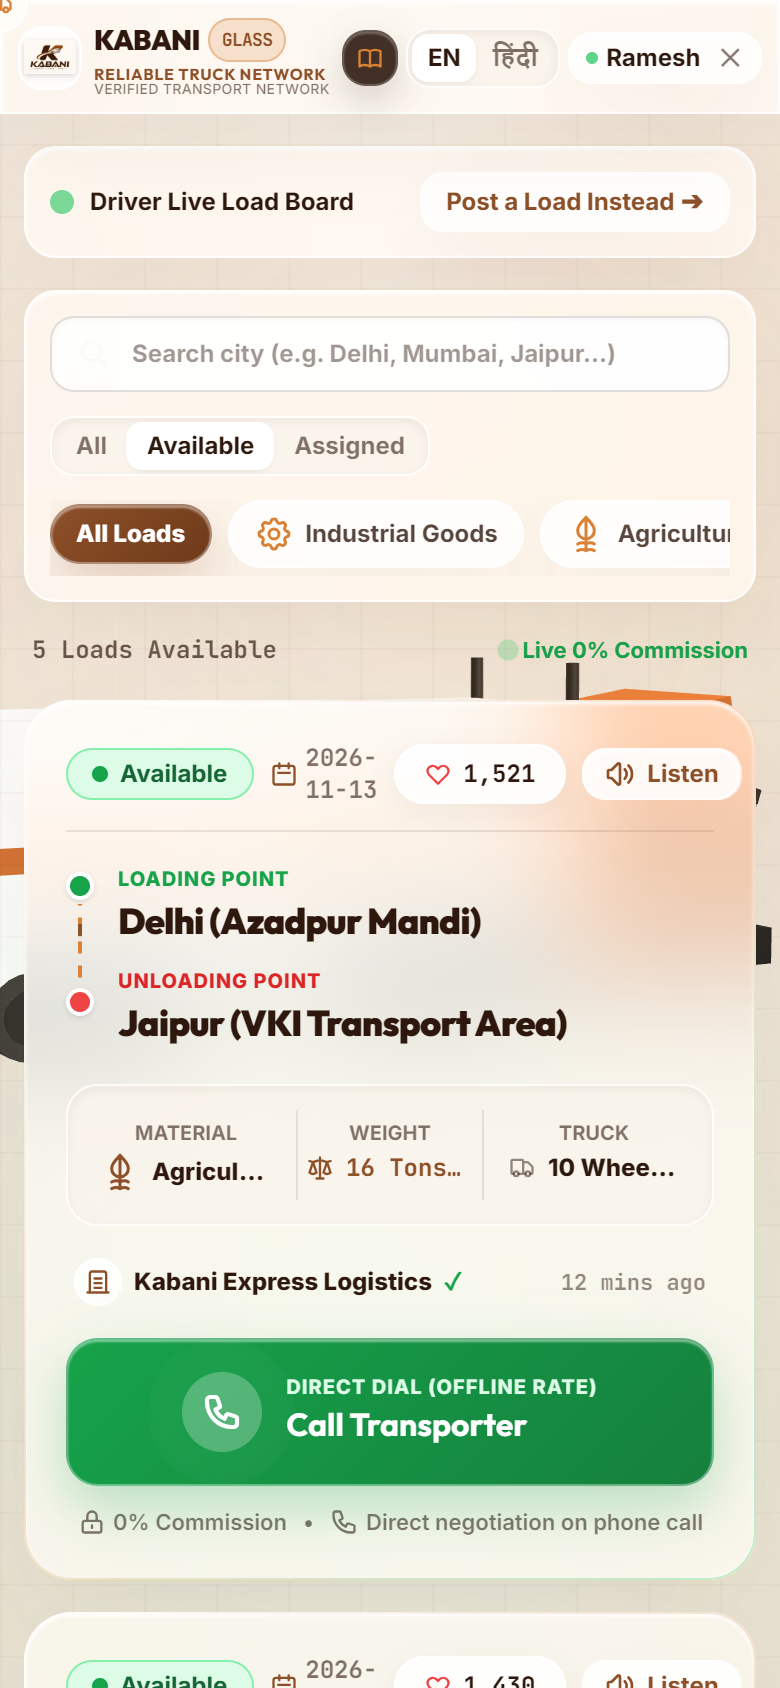 KABANI GLASS
RELIABLE TRUCK NETWORK
VERIFIED TRANSPORT NETWORK
KABANI
EN
हिंदी
Ramesh
Driver Live Load Board
Post a Load Instead ➔
Search city (e.g. Delhi, Mumbai, Jaipur...)
All
Available
Assigned
All Loads
Industrial Goods
Agricultur
5 Loads Available
Live 0% Commission
Available
2026-
11-13
1,521
Listen
LOADING POINT
Delhi (Azadpur Mandi)
UNLOADING POINT
Jaipur (VKI Transport Area)
MATERIAL
Agricul...
WEIGHT
16 Tons...
TRUCK
10 Whee...
Kabani Express Logistics ✓
12 mins ago
DIRECT DIAL (OFFLINE RATE)
Call Transporter
0% Commission • Direct negotiation on phone call
Available
2026-
1,430
Listen